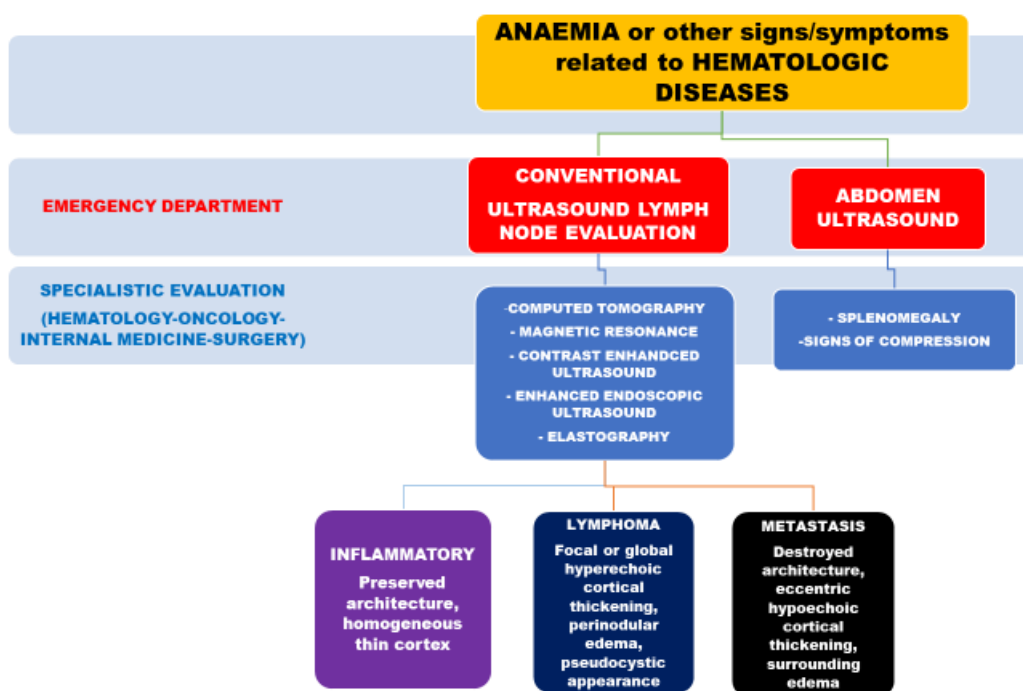 ANAEMIA or other signs/symptoms
related to HEMATOLOGIC
DISEASES
EMERGENCY DEPARTMENT
CONVENTIONAL
ULTRASOUND LYMPH
NODE EVALUATION
ABDOMEN
ULTRASOUND
SPECIALISTIC EVALUATION
(HEMATOLOGY-ONCOLOGY-
INTERNAL MEDICINE-SURGERY)
-COMPUTED TOMOGRAPHY
- MAGNETIC RESONANCE
- CONTRAST ENHANDCED
ULTRASOUND
- ENHANCED ENDOSCOPIC
ULTRASOUND
- ELASTOGRAPHY
- SPLENOMEGALY
-SIGNS OF COMPRESSION
INFLAMMATORY
Preserved
architecture,
homogeneous
thin cortex
LYMPHOMA
Focal or global
hyperechoic
cortical
thickening,
perinodular
edema,
pseudocystic
appearance
METASTASIS
Destroyed
architecture,
eccentric
hypoechoic
cortical
thickening,
surrounding
edema